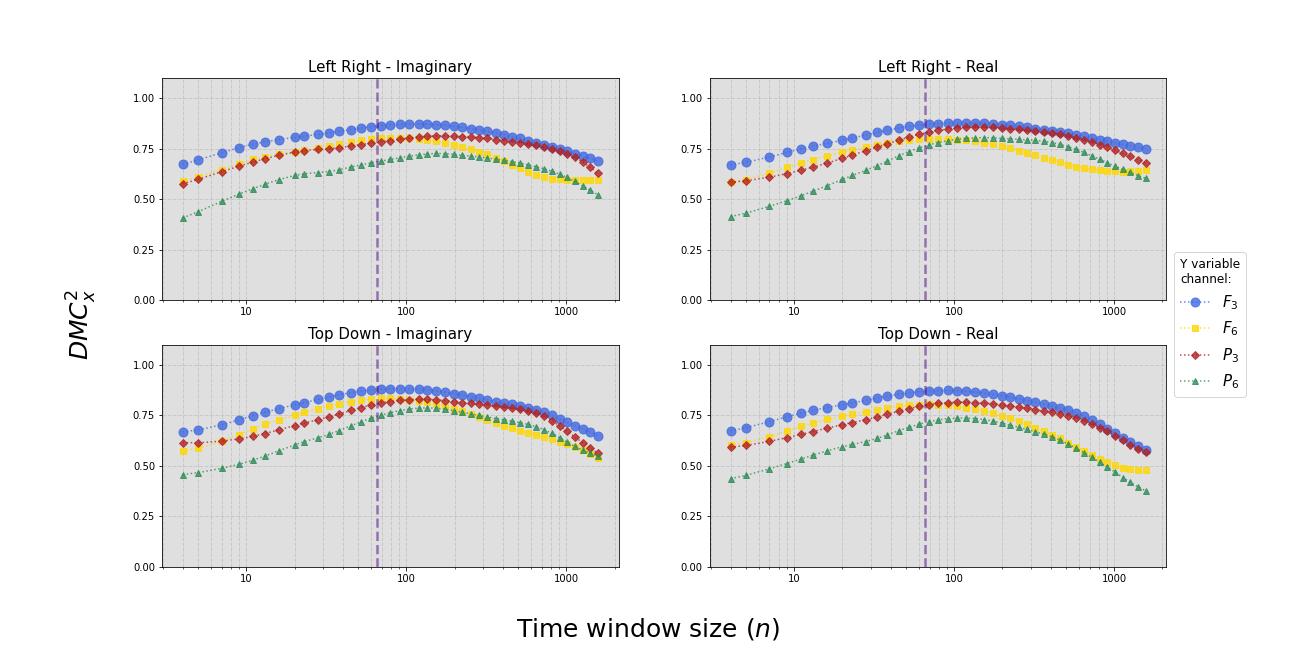 Left Right - Imaginary
1.00
0.75
0.50
0.25
0.00
10 100 1000
Left Right - Real
1.00
0.75
0.50
0.25
0.00
10 100 1000
Top Down - Imaginary
1.00
0.75
0.50
0.25
0.00
10 100 1000
Top Down - Real
1.00
0.75
0.50
0.25
0.00
10 100 1000
DMC²ₓ
Time window size (n)
Y variable
channel:
F₃
F₆
P₃
P₆